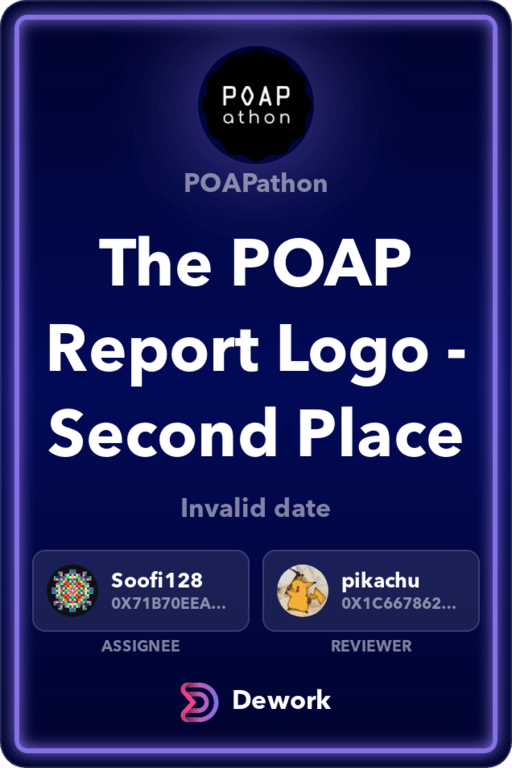 POAP
athon
POAPathon
The POAP
Report Logo -
Second Place
Invalid date
Soofi128
0X71B70EEA...
pikachu
0X1C667862...
ASSIGNEE
REVIEWER
Dework